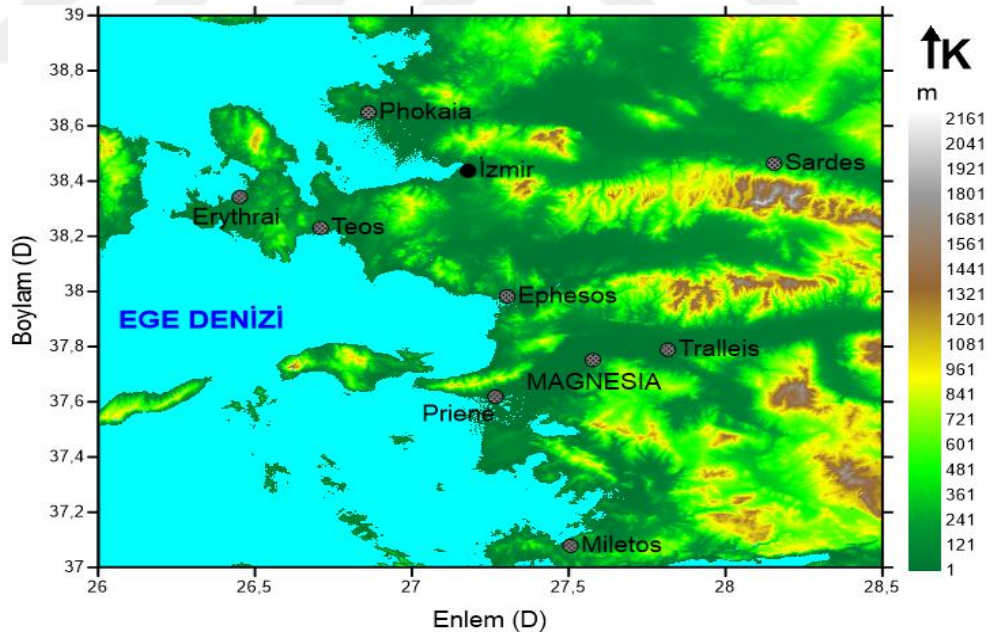 39
38,8
38,6
38,4
38,2
38
37,8
37,6
37,4
37,2
37
Boylam (D)
Phokaia
İzmir
Sardes
Erythrai
Teos
Ephesos
EGE DENİZİ
Tralleis
MAGNESIA
Priene
Miletos
26
26,5
27
27,5
28
28,5
Enlem (D)
K
m
2161
2041
1921
1801
1681
1561
1441
1321
1201
1081
961
841
721
601
481
361
241
121
1